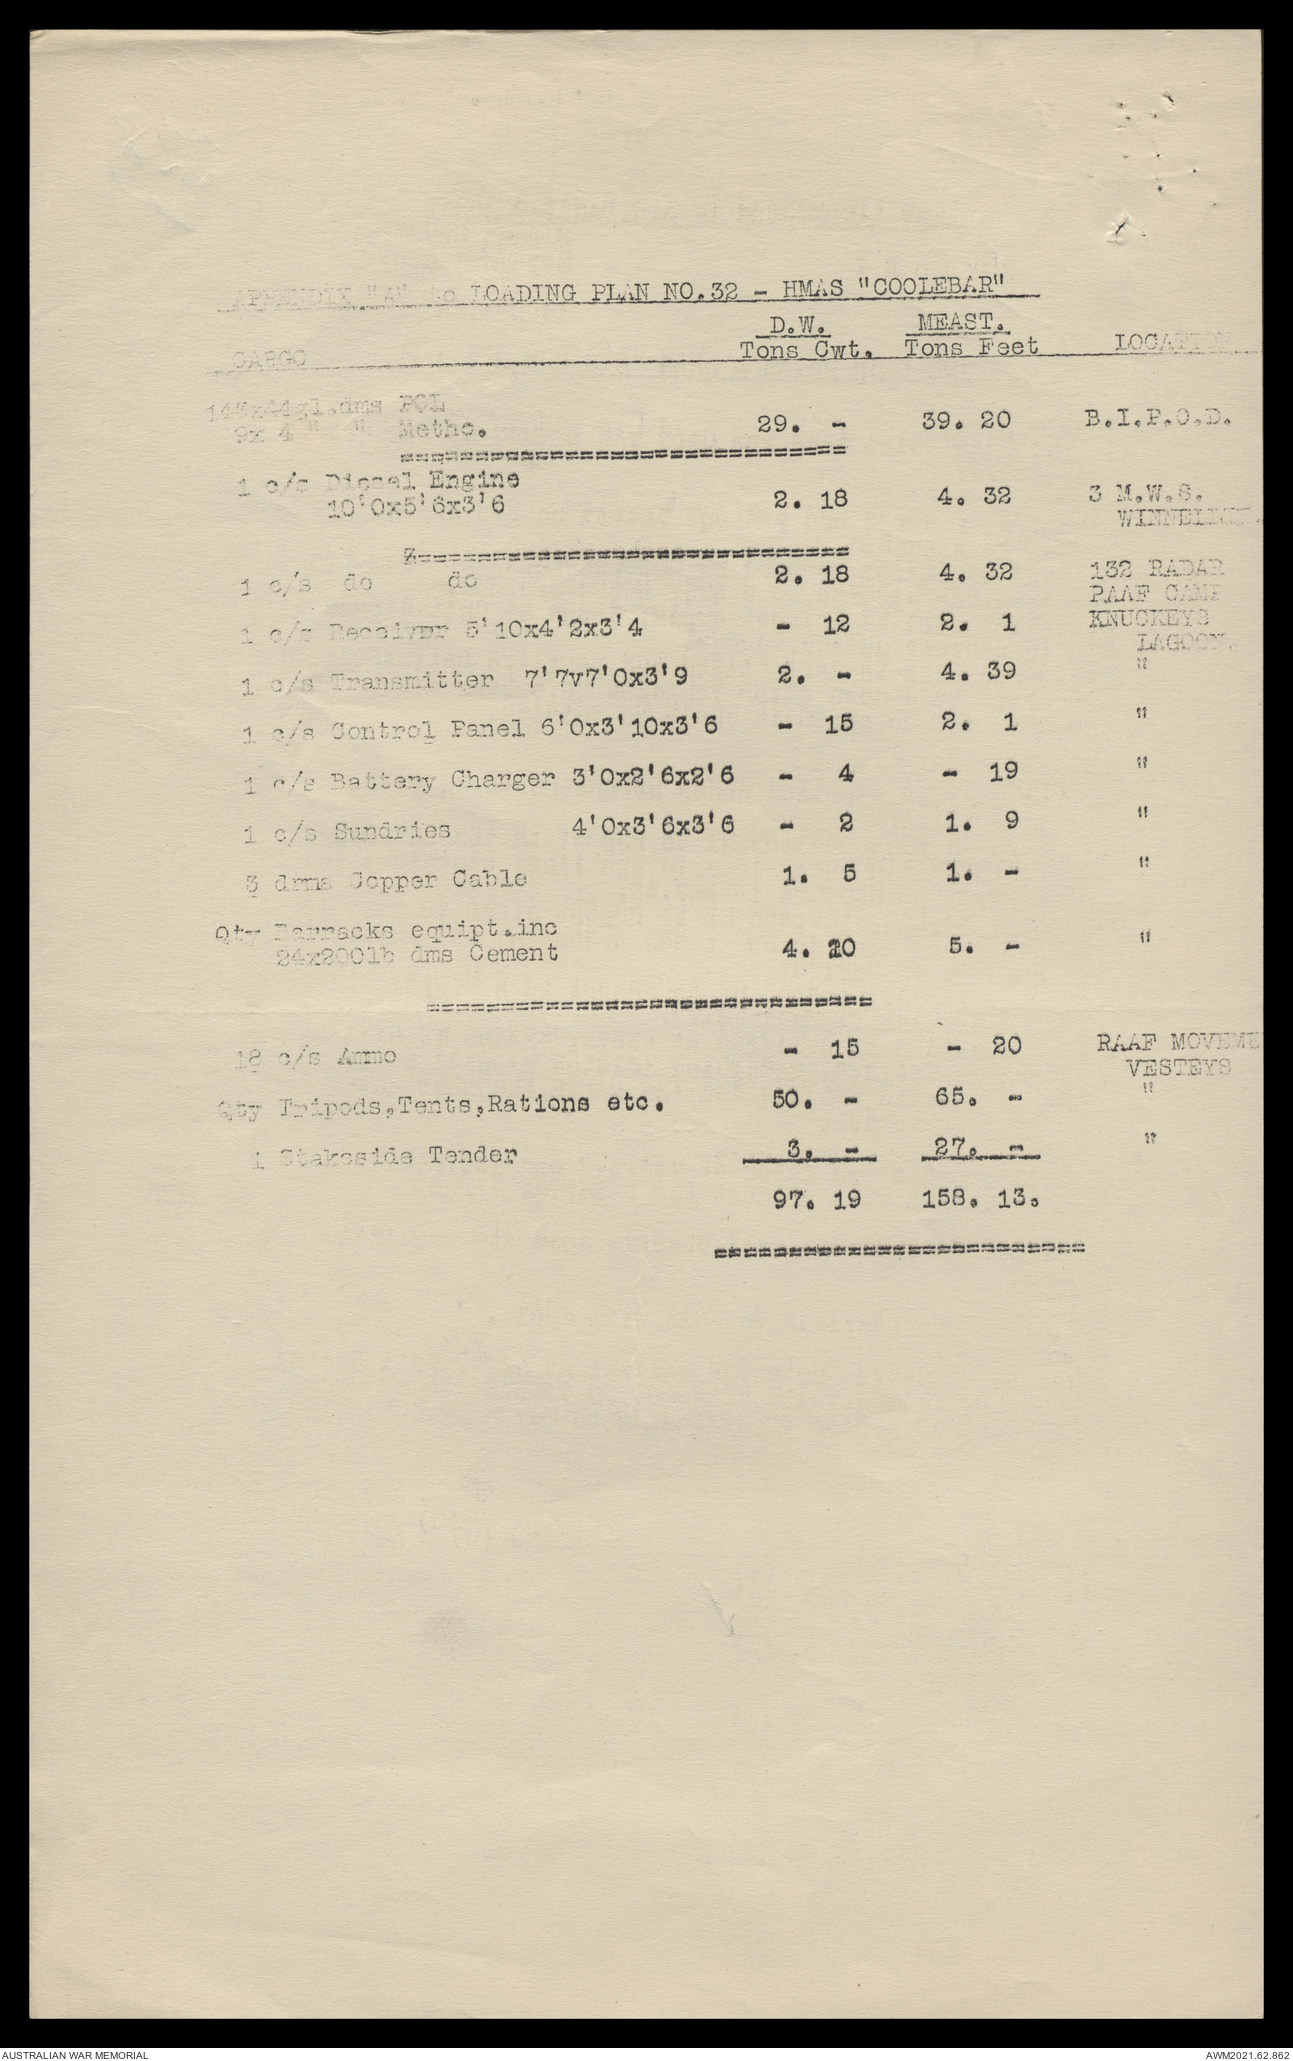 APPENDIX "A" to LOADING PLAN NO.32 - HMAS "COOLEBAR"
D.W. MEAST.
CARGO Tons Cwt. Tons Feet LOCATION
145x44gl.dms POL
9x 4 " " Metho. 29. - 39. 20 B.I.P.O.D.
==============================
1 c/s Diesel Engine
10'0x5'6x3'6 2. 18 4. 32 3 M.W.S.
WINNELLIE.
Z=============================
1 c/s do do 2. 18 4. 32 132 RADAR
RAAF CAMP
1 c/s Receivwr 5'10x4'2x3'4 - 12 2. 1 KNUCKEYS
LAGOON.
1 c/s Transmitter 7'7v7'0x3'9 2. - 4. 39 "
1 c/s Control Panel 6'0x3'10x3'6 - 15 2. 1 "
1 c/s Battery Charger 3'0x2'6x2'6 - 4 - 19 "
1 c/s Sundries 4'0x3'6x3'6 - 2 1. 9 "
3 drms Copper Cable 1. 5 1. - "
Qty Barracks equipt.inc
24x200lb dms Cement 4. 10 5. - "
==============================
18 c/s Ammo - 15 - 20 RAAF MOVEME
VESTEYS
Qty Tripods,Tents,Rations etc. 50. - 65. - "
1 Stakeside Tender 3. - 27. - "
97. 19 158. 13.
=========================
AUSTRALIAN WAR MEMORIAL AWM2021.62.862